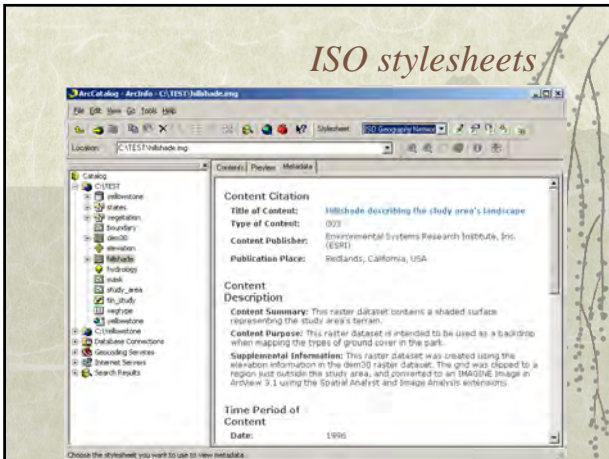 ISO stylesheets
ArcCatalog - ArcInfo - C:\TEST\hillshade.img
File Edit View Go Tools Help
Stylesheet: ISO Geography Network
Location: C:\TEST\hillshade.img
Contents Preview Metadata
Catalog
C:\TEST
yellowstone
states
vegetation
boundary
dem30
elevation
hillshade
hydrology
mask
study_area
tin_study
vegtype
yellowstone
C:\Yellowstone
Database Connections
Geocoding Services
Internet Servers
Search Results
Content Citation
Title of Content: Hillshade describing the study area's landscape
Type of Content: 003
Content Publisher: Environmental Systems Research Institute, Inc.
(ESRI)
Publication Place: Redlands, California, USA
Content
Description
Content Summary: This raster dataset contains a shaded surface
representing the study area's terrain.
Content Purpose: This raster dataset is intended to be used as a backdrop
when mapping the types of ground cover in the park.
Supplemental Information: This raster dataset was created using the
elevation information in the dem30 raster dataset. The grid was clipped to a
region just outside the study area, and converted to an IMAGINE Image in
ArcView 3.1 using the Spatial Analyst and Image Analysis extensions.
Time Period of
Content
Date: 1996
Choose the stylesheet you want to use to view metadata.